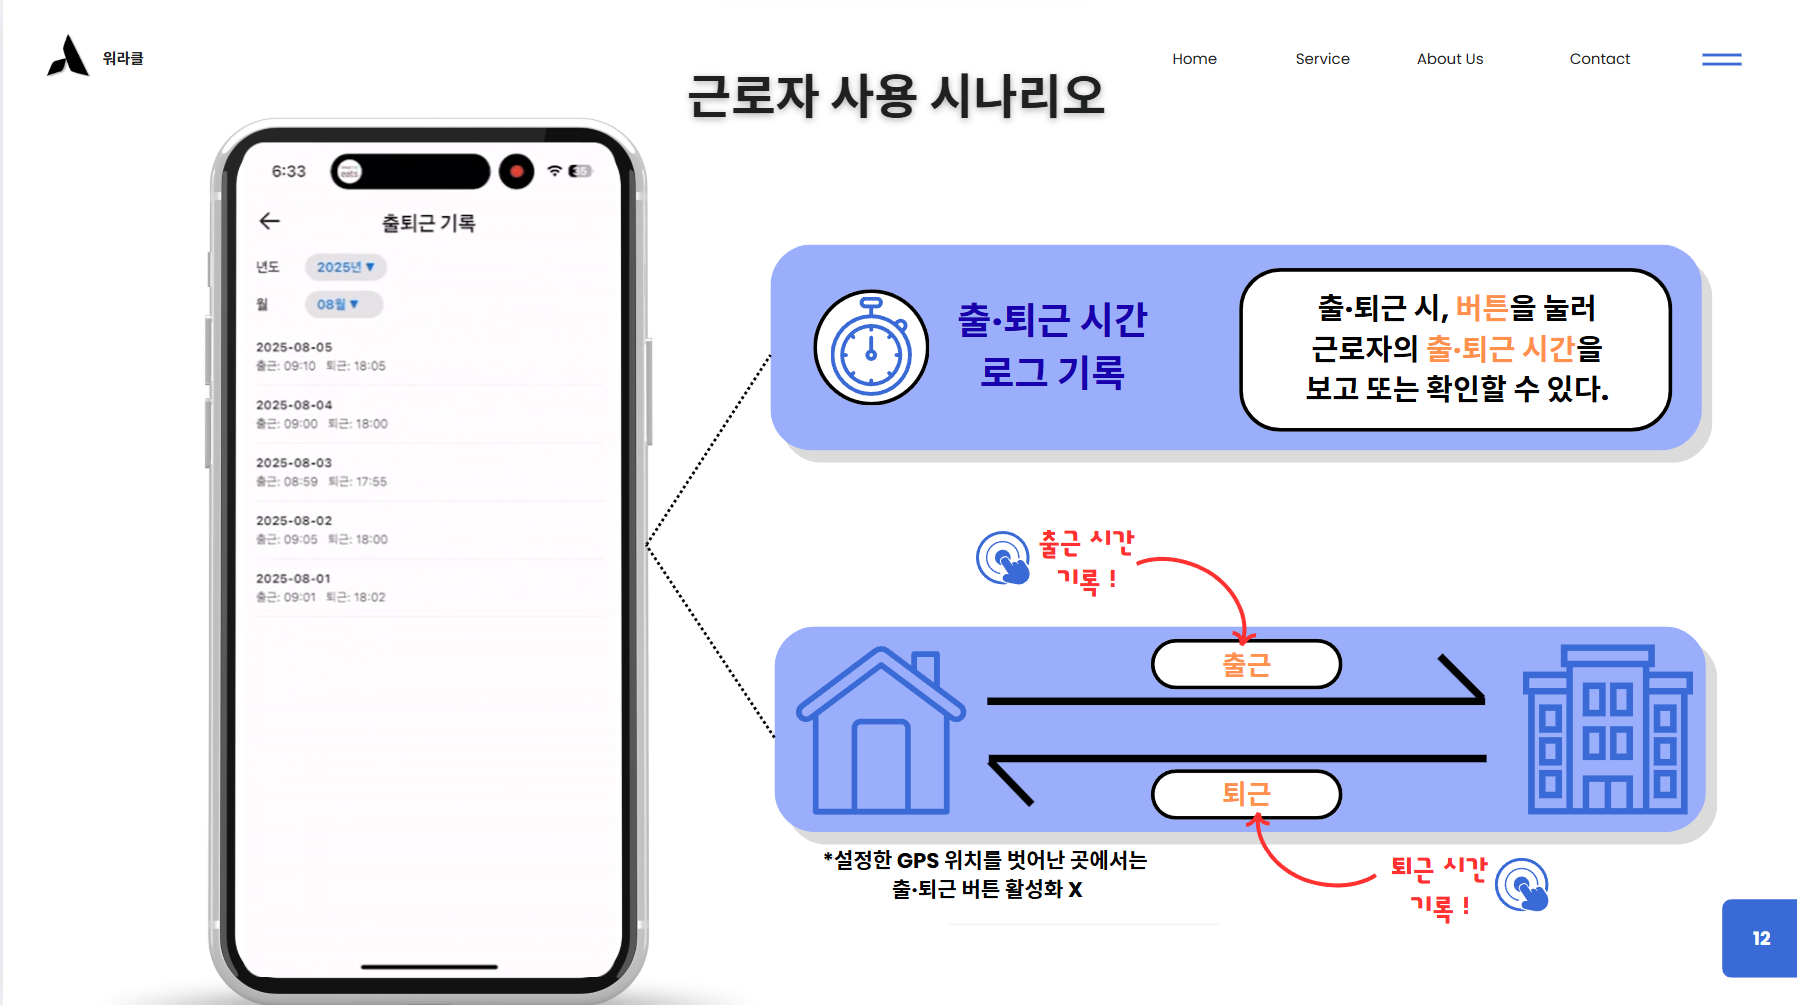 워라클
Home
Service
About Us
Contact
근로자 사용 시나리오
6:33
eats
35
출퇴근 기록
년도
2025년 ▼
월
08월 ▼
2025-08-05
출근: 09:10 퇴근: 18:05
2025-08-04
출근: 09:00 퇴근: 18:00
2025-08-03
출근: 08:59 퇴근: 17:55
2025-08-02
출근: 09:05 퇴근: 18:00
2025-08-01
출근: 09:01 퇴근: 18:02
출·퇴근 시간
로그 기록
출·퇴근 시, 버튼을 눌러
근로자의 출·퇴근 시간을
보고 또는 확인할 수 있다.
출근 시간
기록 !
출근
퇴근
*설정한 GPS 위치를 벗어난 곳에서는
출·퇴근 버튼 활성화 X
퇴근 시간
기록 !
12